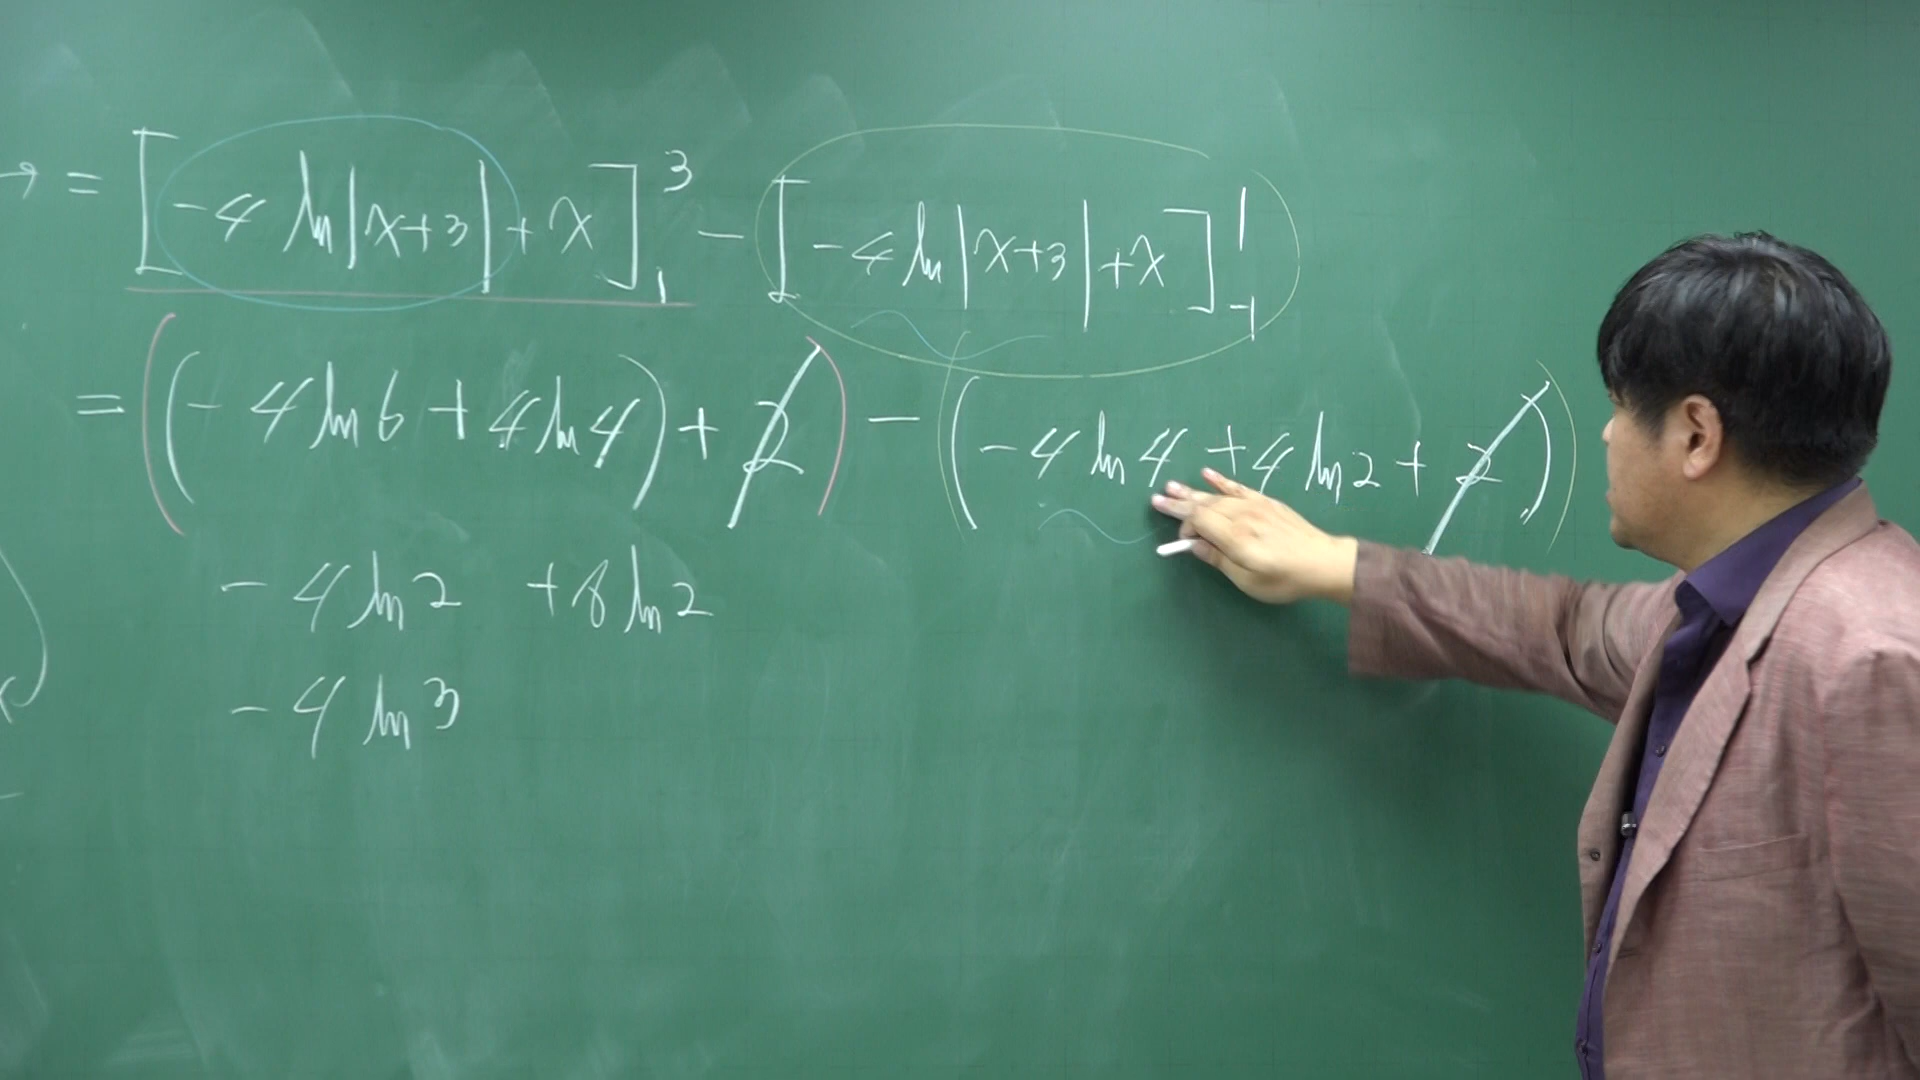 → = [-4 ln|x+3| + x]₁³ - [-4 ln|x+3| + x]₋₁¹
= ((-4 ln 6 + 4 ln 4) + 2) - (-4 ln 4 + 4 ln 2 + 2)
-4 ln 2 + 8 ln 2
-4 ln 3